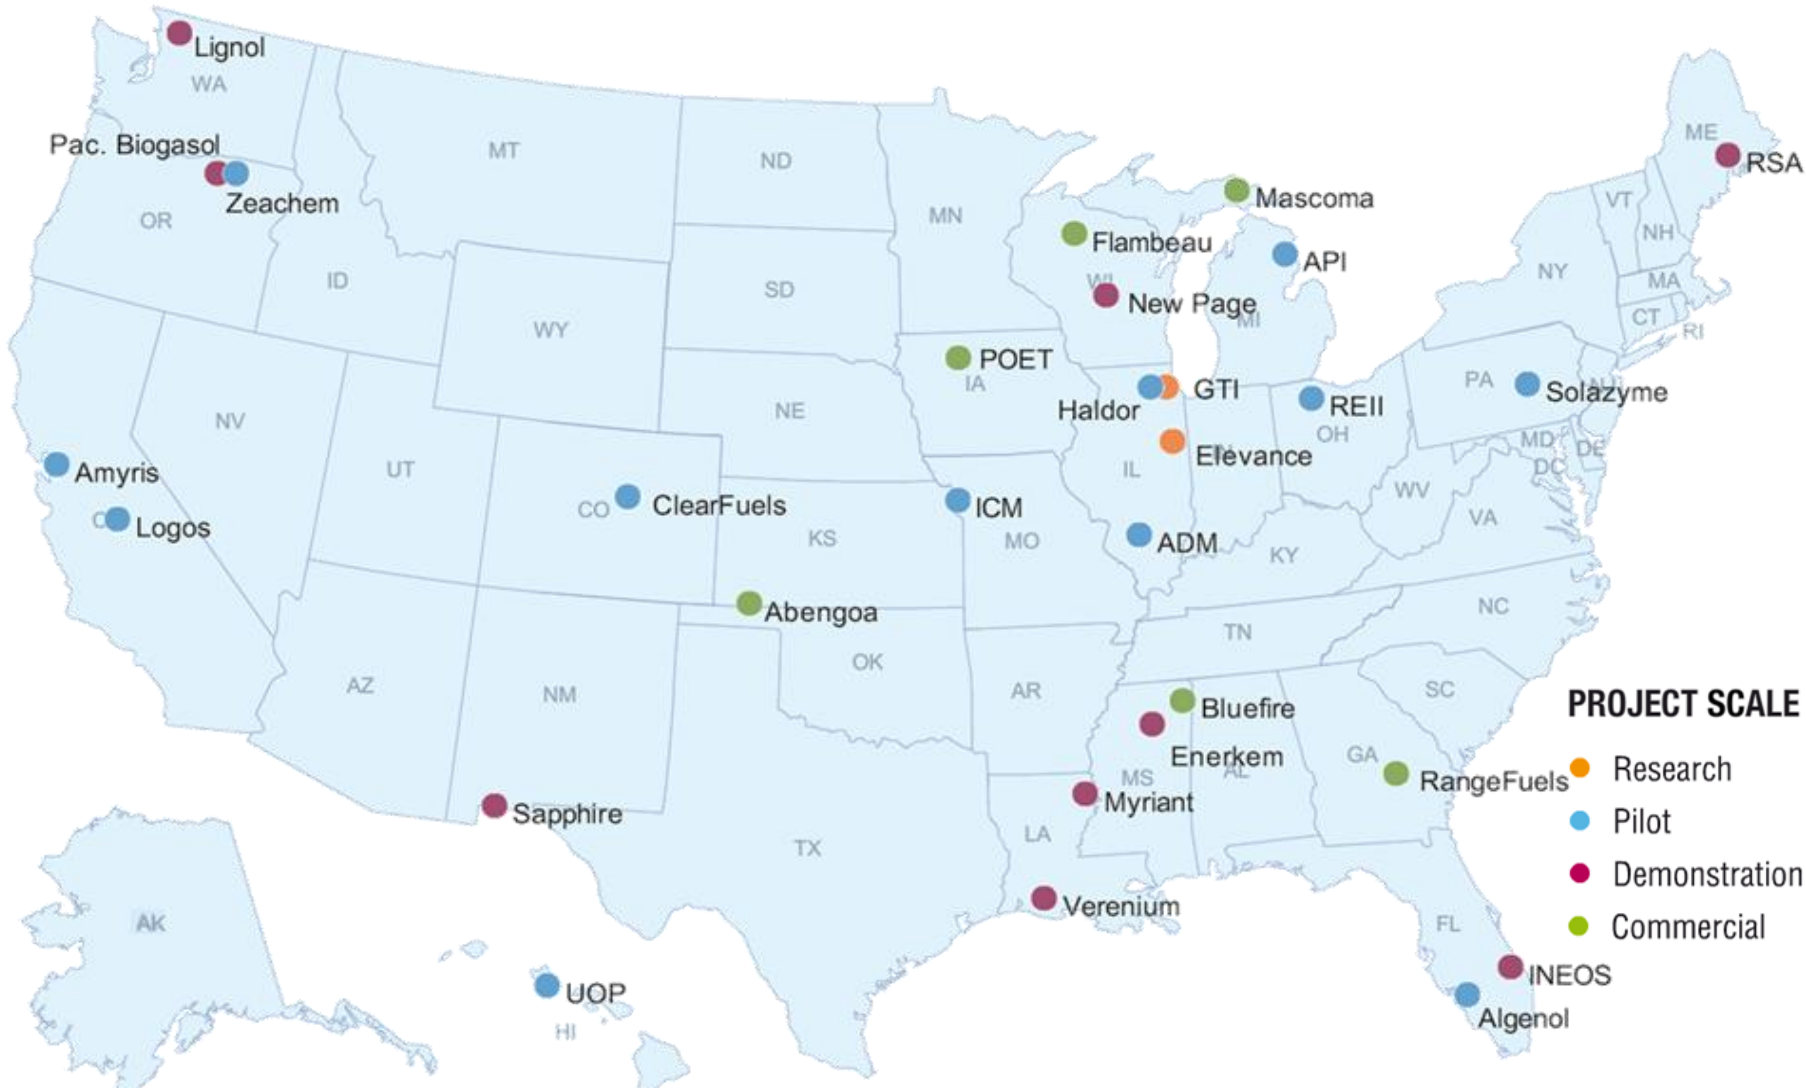 Lignol
WA
Pac. Biogasol
Zeachem
OR
MT
ND
MN
ID
SD
WY
NE
NV
UT
CO
ClearFuels
Amyris
C
Logos
KS
Abengoa
OK
AZ
NM
TX
Sapphire
AK
UOP
HI
Mascoma
Flambeau
API
WI
New Page
MI
POET
IA
Haldor
GTI
Elevance
IL
ICM
MO
ADM
REII
OH
KY
WV
VA
PA
Solazyme
NJ
MD
DE
DC
NY
VT
NH
MA
CT
RI
ME
RSA
TN
NC
SC
AR
Bluefire
Enerkem
MS
AL
Myriant
LA
Verenium
GA
RangeFuels
FL
INEOS
Algenol
PROJECT SCALE
Research
Pilot
Demonstration
Commercial